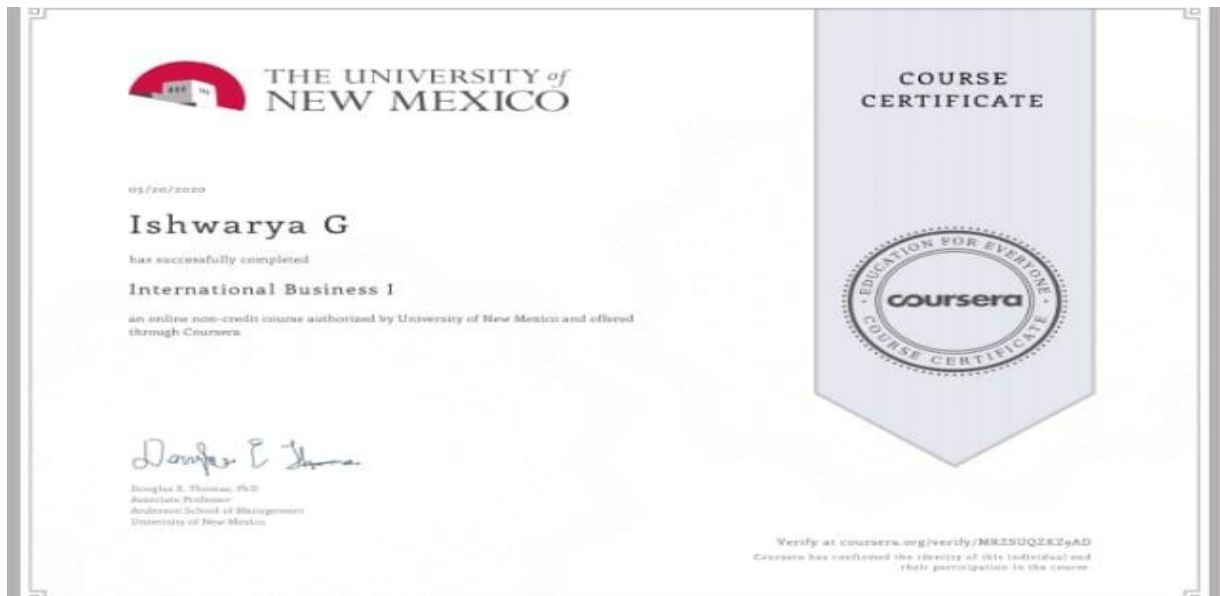 THE UNIVERSITY of
NEW MEXICO
COURSE
CERTIFICATE
05/20/2020
Ishwarya G
has successfully completed
International Business I
an online non-credit course authorized by University of New Mexico and offered
through Coursera
EDUCATION FOR EVERYONE
coursera
COURSE CERTIFICATE
Douglas E. Thomas, PhD
Associate Professor
Anderson School of Management
University of New Mexico
Verify at coursera.org/verify/
Coursera has confirmed the identity of this individual and
their participation in the course.